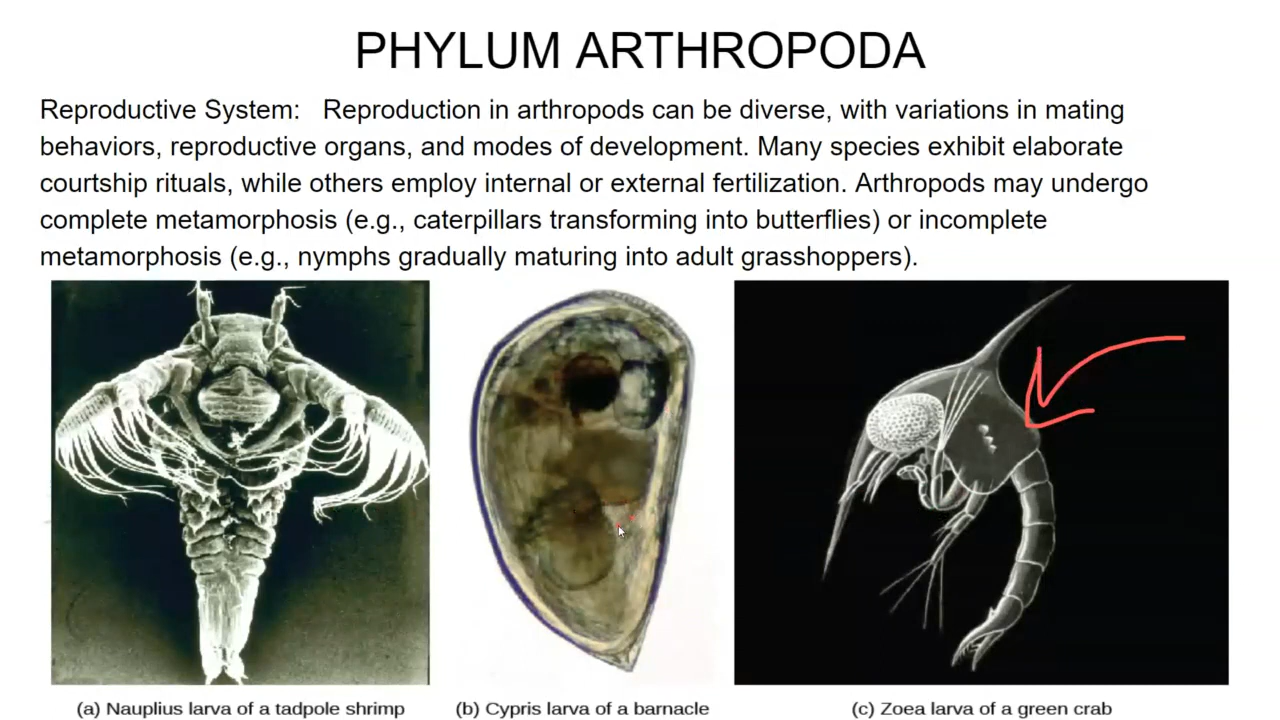 PHYLUM ARTHROPODA
Reproductive System: Reproduction in arthropods can be diverse, with variations in mating
behaviors, reproductive organs, and modes of development. Many species exhibit elaborate
courtship rituals, while others employ internal or external fertilization. Arthropods may undergo
complete metamorphosis (e.g., caterpillars transforming into butterflies) or incomplete
metamorphosis (e.g., nymphs gradually maturing into adult grasshoppers).
(a) Nauplius larva of a tadpole shrimp
(b) Cypris larva of a barnacle
(c) Zoea larva of a green crab